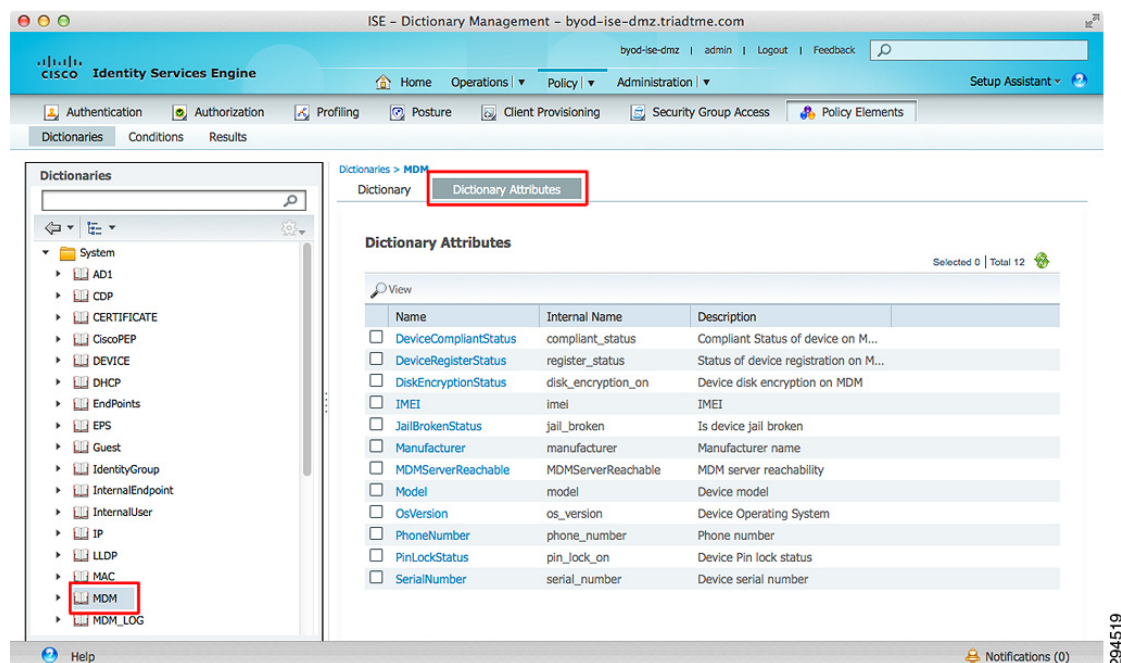 ISE – Dictionary Management – byod-ise-dmz.triadtme.com
byod-ise-dmz | admin | Logout | Feedback
CISCO Identity Services Engine
Home Operations | Policy | Administration |
Setup Assistant
Authentication Authorization Profiling Posture Client Provisioning Security Group Access Policy Elements
Dictionaries Conditions Results
Dictionaries
System
AD1
CDP
CERTIFICATE
CiscoPEP
DEVICE
DHCP
EndPoints
EPS
Guest
IdentityGroup
InternalEndpoint
InternalUser
IP
LLDP
MAC
MDM
MDM_LOG
Dictionaries > MDM
Dictionary Dictionary Attributes
Dictionary Attributes
Selected 0 | Total 12
View
Name Internal Name Description
DeviceCompliantStatus compliant_status Compliant Status of device on M...
DeviceRegisterStatus register_status Status of device registration on M...
DiskEncryptionStatus disk_encryption_on Device disk encryption on MDM
IMEI imei IMEI
JailBrokenStatus jail_broken Is device jail broken
Manufacturer manufacturer Manufacturer name
MDMServerReachable MDMServerReachable MDM server reachability
Model model Device model
OsVersion os_version Device Operating System
PhoneNumber phone_number Phone number
PinLockStatus pin_lock_on Device Pin lock status
SerialNumber serial_number Device serial number
Help
Notifications (0)
294519